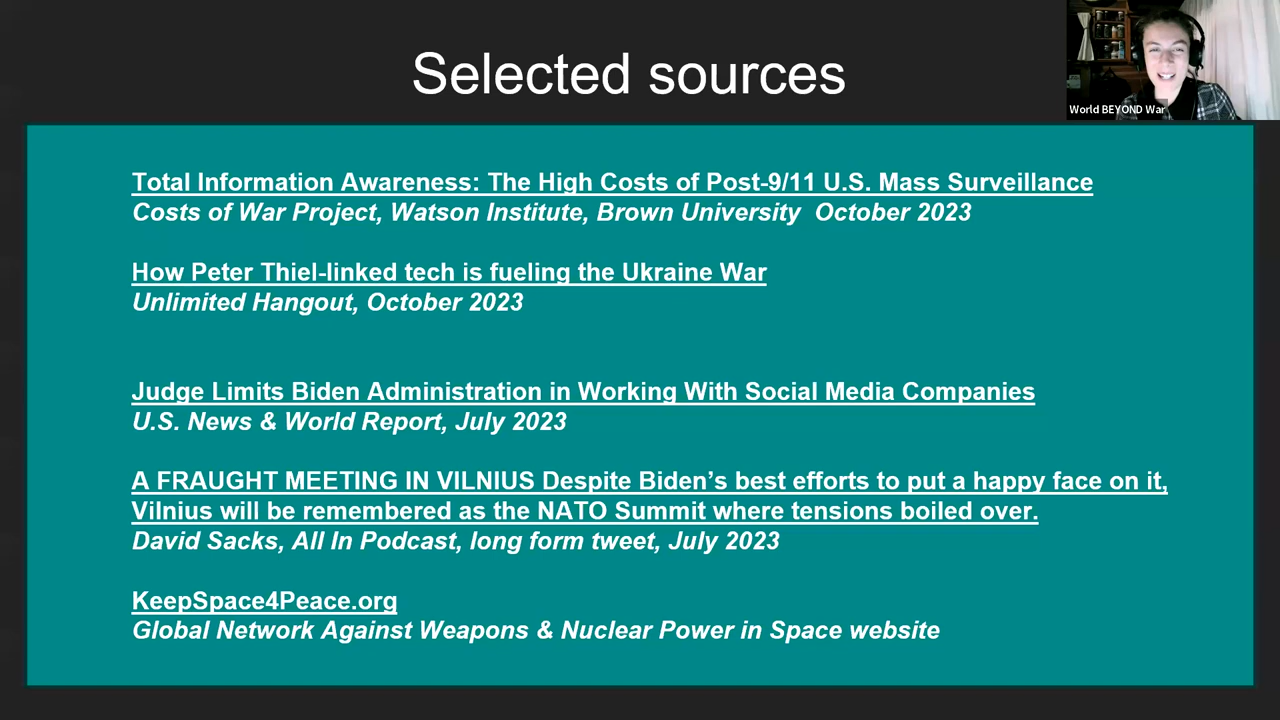 Selected sources
World BEYOND War
Total Information Awareness: The High Costs of Post-9/11 U.S. Mass Surveillance
Costs of War Project, Watson Institute, Brown University  October 2023
How Peter Thiel-linked tech is fueling the Ukraine War
Unlimited Hangout, October 2023
Judge Limits Biden Administration in Working With Social Media Companies
U.S. News & World Report, July 2023
A FRAUGHT MEETING IN VILNIUS Despite Biden’s best efforts to put a happy face on it,
Vilnius will be remembered as the NATO Summit where tensions boiled over.
David Sacks, All In Podcast, long form tweet, July 2023
KeepSpace4Peace.org
Global Network Against Weapons & Nuclear Power in Space website